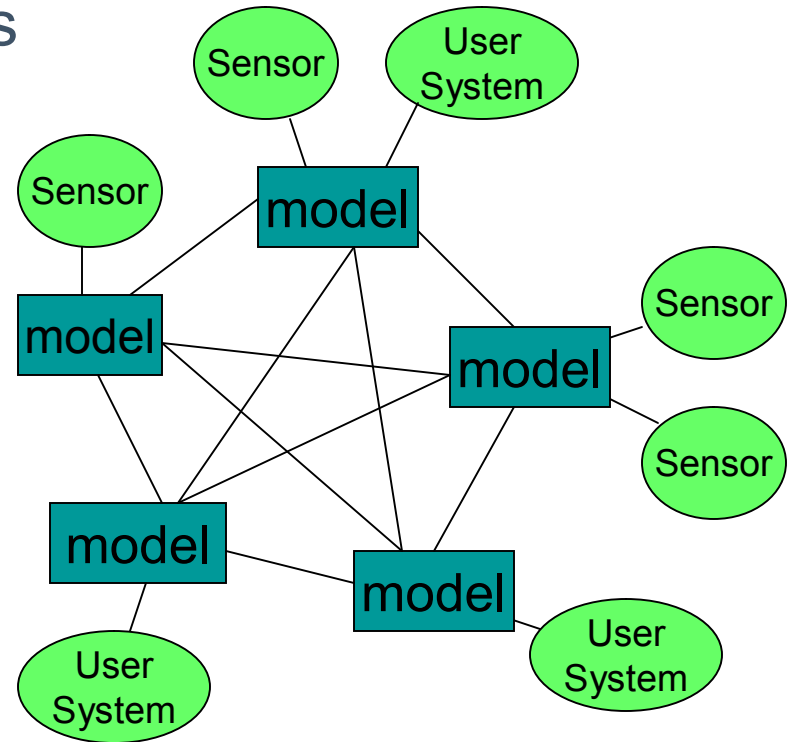 s
Sensor
User
System
Sensor
model
model
Sensor
model
Sensor
model
model
User
System
User
System